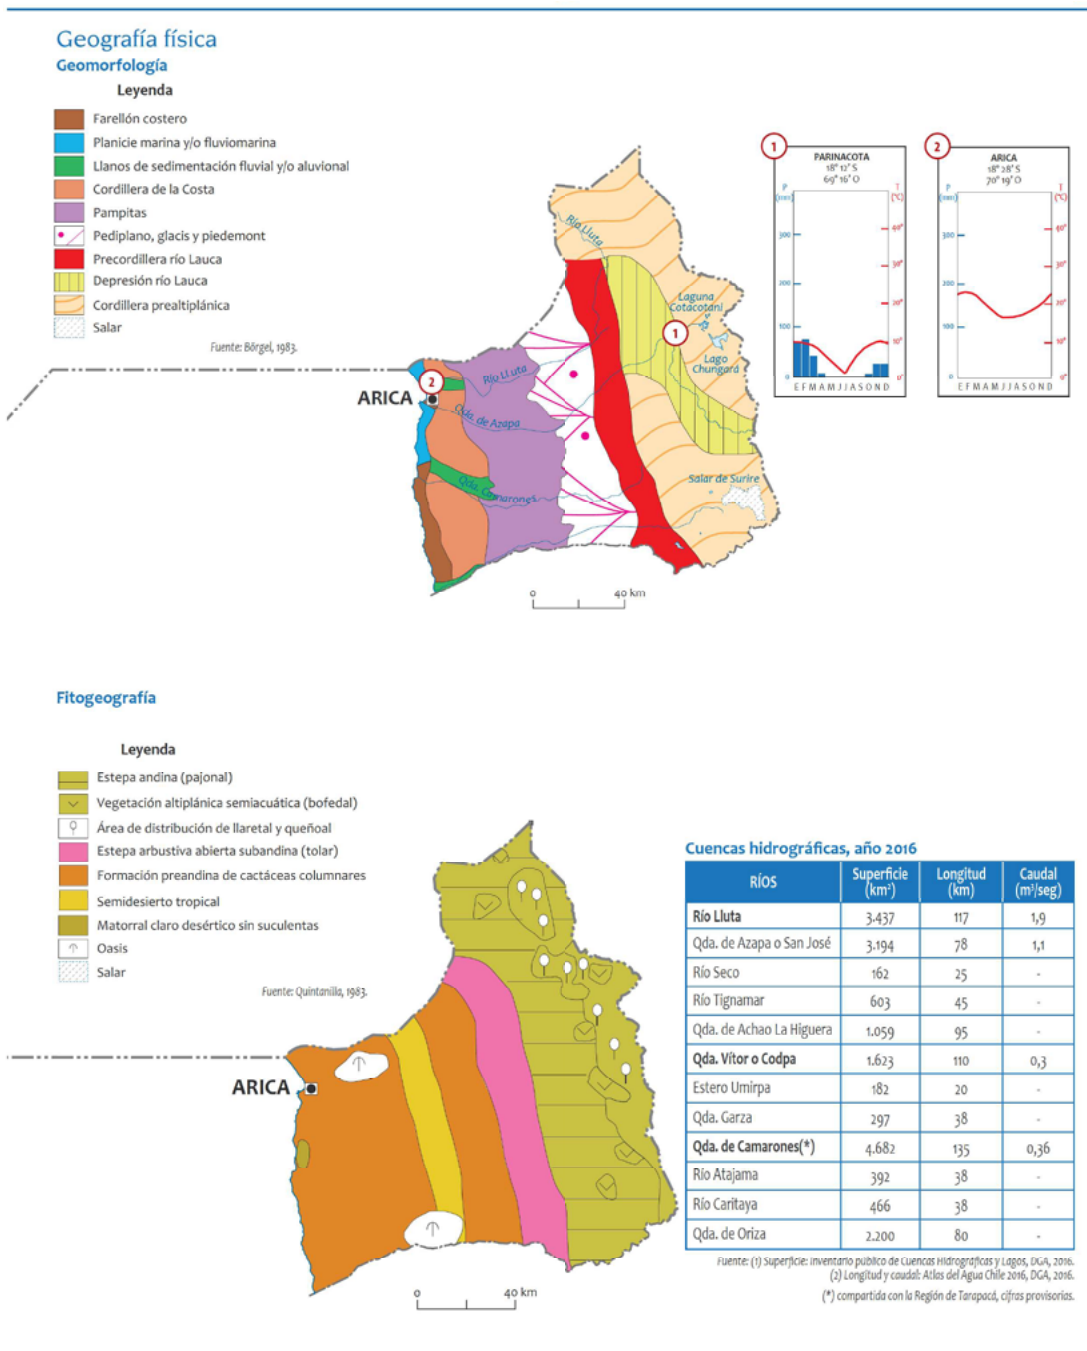 Geografía física
Geomorfología
Leyenda
Farellón costero
Planicie marina y/o fluviomarina
Llanos de sedimentación fluvial y/o aluvional
Cordillera de la Costa
Pampitas
Pediplano, glacis y piedemont
Precordillera río Lauca
Depresión río Lauca
Cordillera prealtiplánica
Salar
Fuente: Börgel, 1983.
Río Lluta
Laguna
Cotacotani
1
Lago
Chungará
2
ARICA
Río Lluta
Qda. de Azapa
Qda. Camarones
Salar de Surire
0 40 km
1
PARINACOTA
18° 12' S
69° 16' O
P
(mm)
T
(°C)
300
200
100
0
40°
30°
20°
10°
0°
E F M A M J J A S O N D
2
ARICA
18° 28' S
70° 19' O
P
(mm)
T
(°C)
300
200
100
0
40°
30°
20°
10°
0°
E F M A M J J A S O N D
Fitogeografía
Leyenda
Estepa andina (pajonal)
Vegetación altiplánica semiacuática (bofedal)
Área de distribución de llaretal y queñoal
Estepa arbustiva abierta subandina (tolar)
Formación preandina de cactáceas columnares
Semidesierto tropical
Matorral claro desértico sin suculentas
Oasis
Salar
Fuente: Quintanilla, 1983.
ARICA
0 40 km
Cuencas hidrográficas, año 2016
RÍOS Superficie (km²) Longitud (km) Caudal (m³/seg)
Río Lluta 3.437 117 1,9
Qda. de Azapa o San José 3.194 78 1,1
Río Seco 162 25 -
Río Tignamar 603 45 -
Qda. de Achao La Higuera 1.059 95 -
Qda. Vítor o Codpa 1.623 110 0,3
Estero Umirpa 182 20 -
Qda. Garza 297 38 -
Qda. de Camarones(*) 4.682 135 0,36
Río Atajama 392 38 -
Río Caritaya 466 38 -
Qda. de Oriza 2.200 80 -
Fuente: (1) Superficie: Inventario público de Cuencas Hidrográficas y Lagos, DGA, 2016.
(2) Longitud y caudal: Atlas del Agua Chile 2016, DGA, 2016.
(*) compartida con la Región de Tarapacá, cifras provisorias.